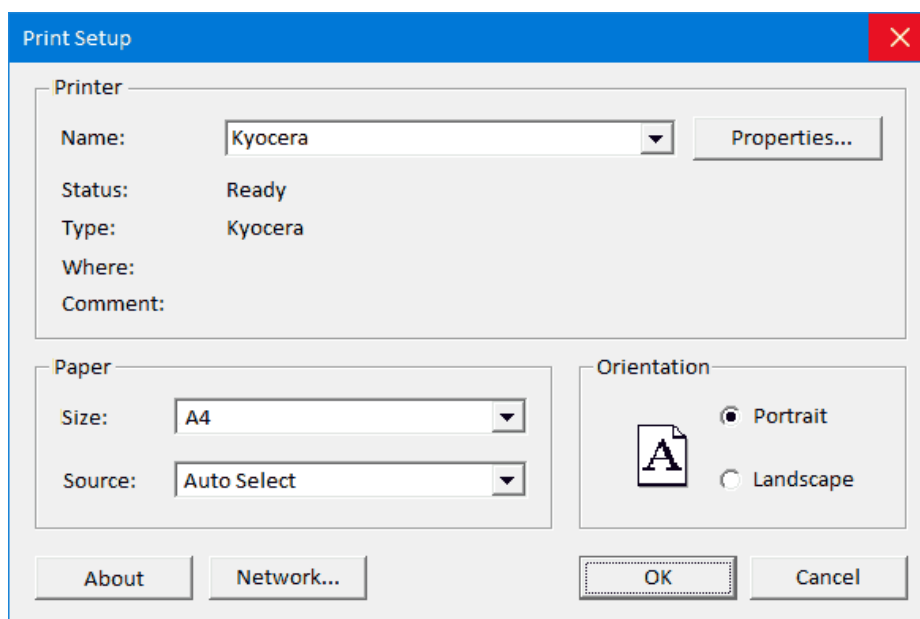 Print Setup
Printer
Name: Kyocera Properties...
Status: Ready
Type: Kyocera
Where:
Comment:
Paper
Size: A4
Source: Auto Select
Orientation
A
Portrait
Landscape
About Network... OK Cancel